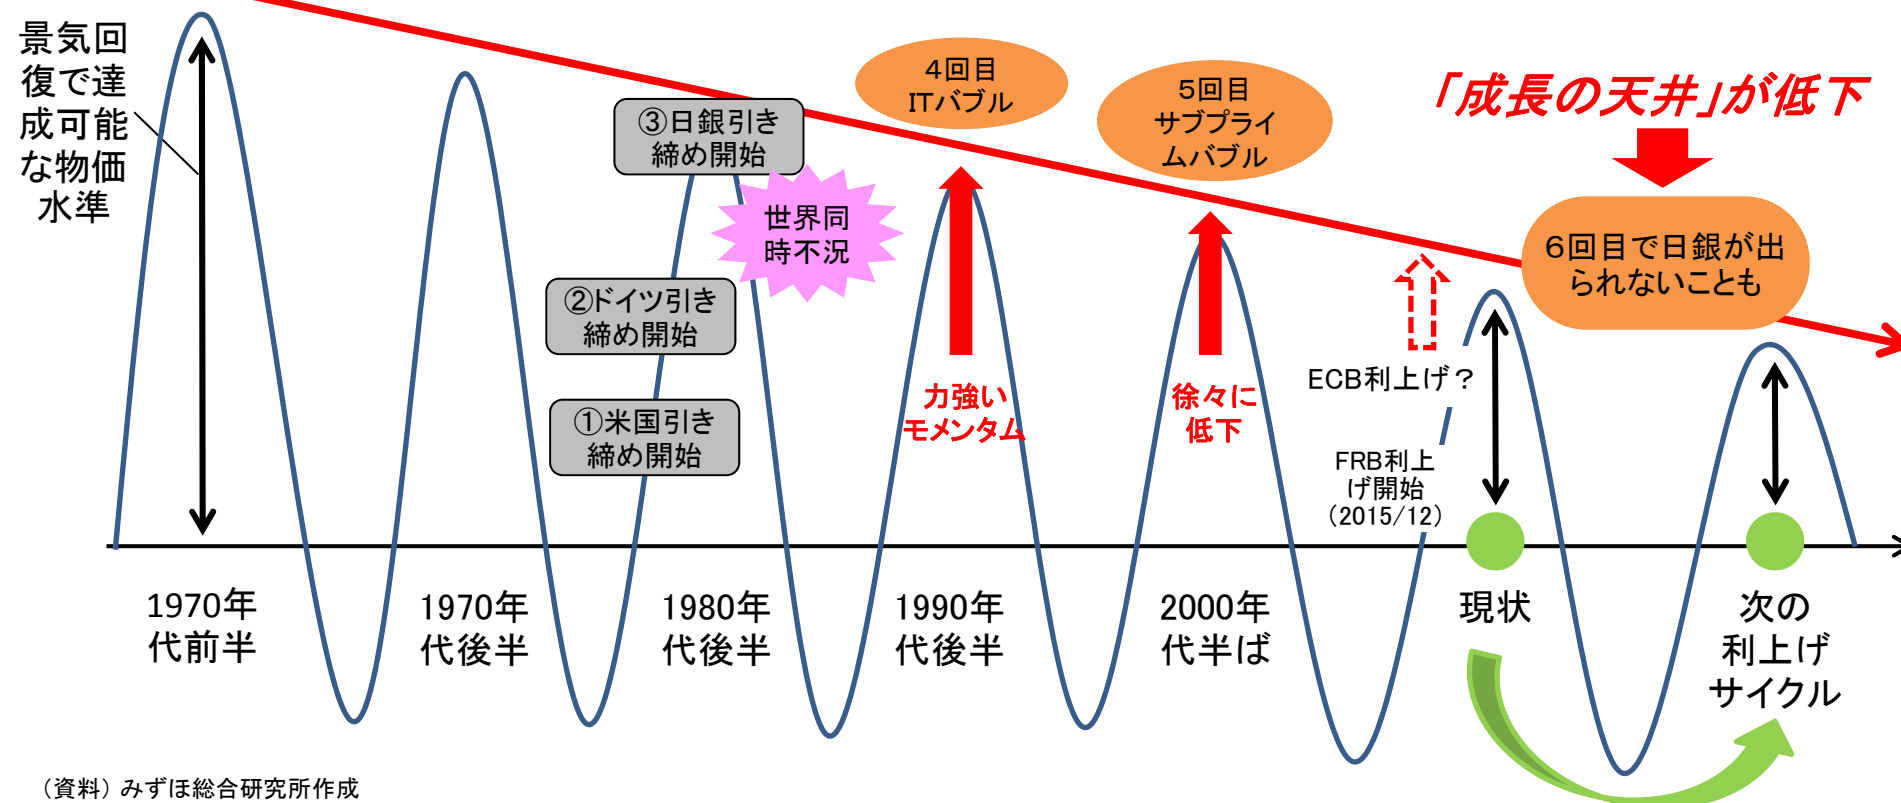 景気回
復で達
成可能
な物価
水準
③日銀引き
締め開始
世界同
時不況
②ドイツ引き
締め開始
①米国引き
締め開始
4回目
ITバブル
力強い
モメンタム
5回目
サブプライ
ムバブル
徐々に
低下
「成長の天井」が低下
6回目で日銀が出
られないことも
ECB利上げ？
FRB利上
げ開始
（2015/12）
1970年
代前半
1970年
代後半
1980年
代後半
1990年
代後半
2000年
代半ば
現状
次の
利上げ
サイクル
（資料）みずほ総合研究所作成